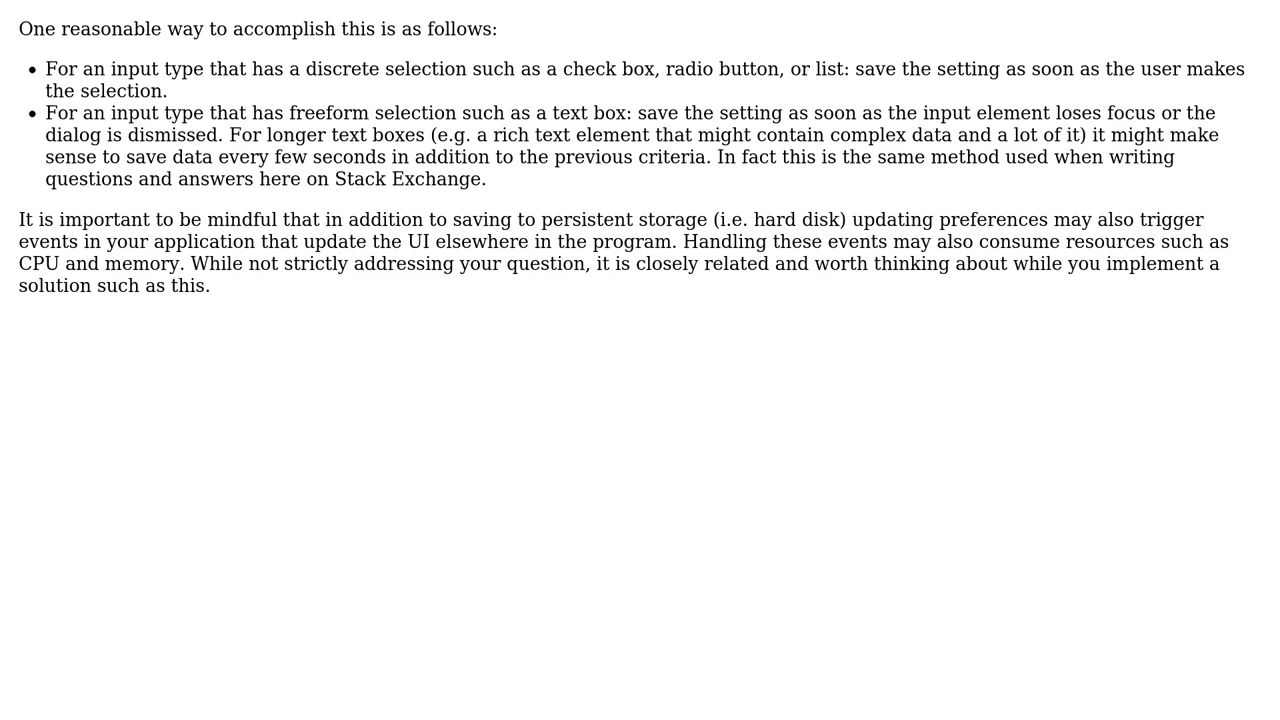 One reasonable way to accomplish this is as follows:
• For an input type that has a discrete selection such as a check box, radio button, or list: save the setting as soon as the user makes
the selection.
• For an input type that has freeform selection such as a text box: save the setting as soon as the input element loses focus or the
dialog is dismissed. For longer text boxes (e.g. a rich text element that might contain complex data and a lot of it) it might make
sense to save data every few seconds in addition to the previous criteria. In fact this is the same method used when writing
questions and answers here on Stack Exchange.
It is important to be mindful that in addition to saving to persistent storage (i.e. hard disk) updating preferences may also trigger
events in your application that update the UI elsewhere in the program. Handling these events may also consume resources such as
CPU and memory. While not strictly addressing your question, it is closely related and worth thinking about while you implement a
solution such as this.